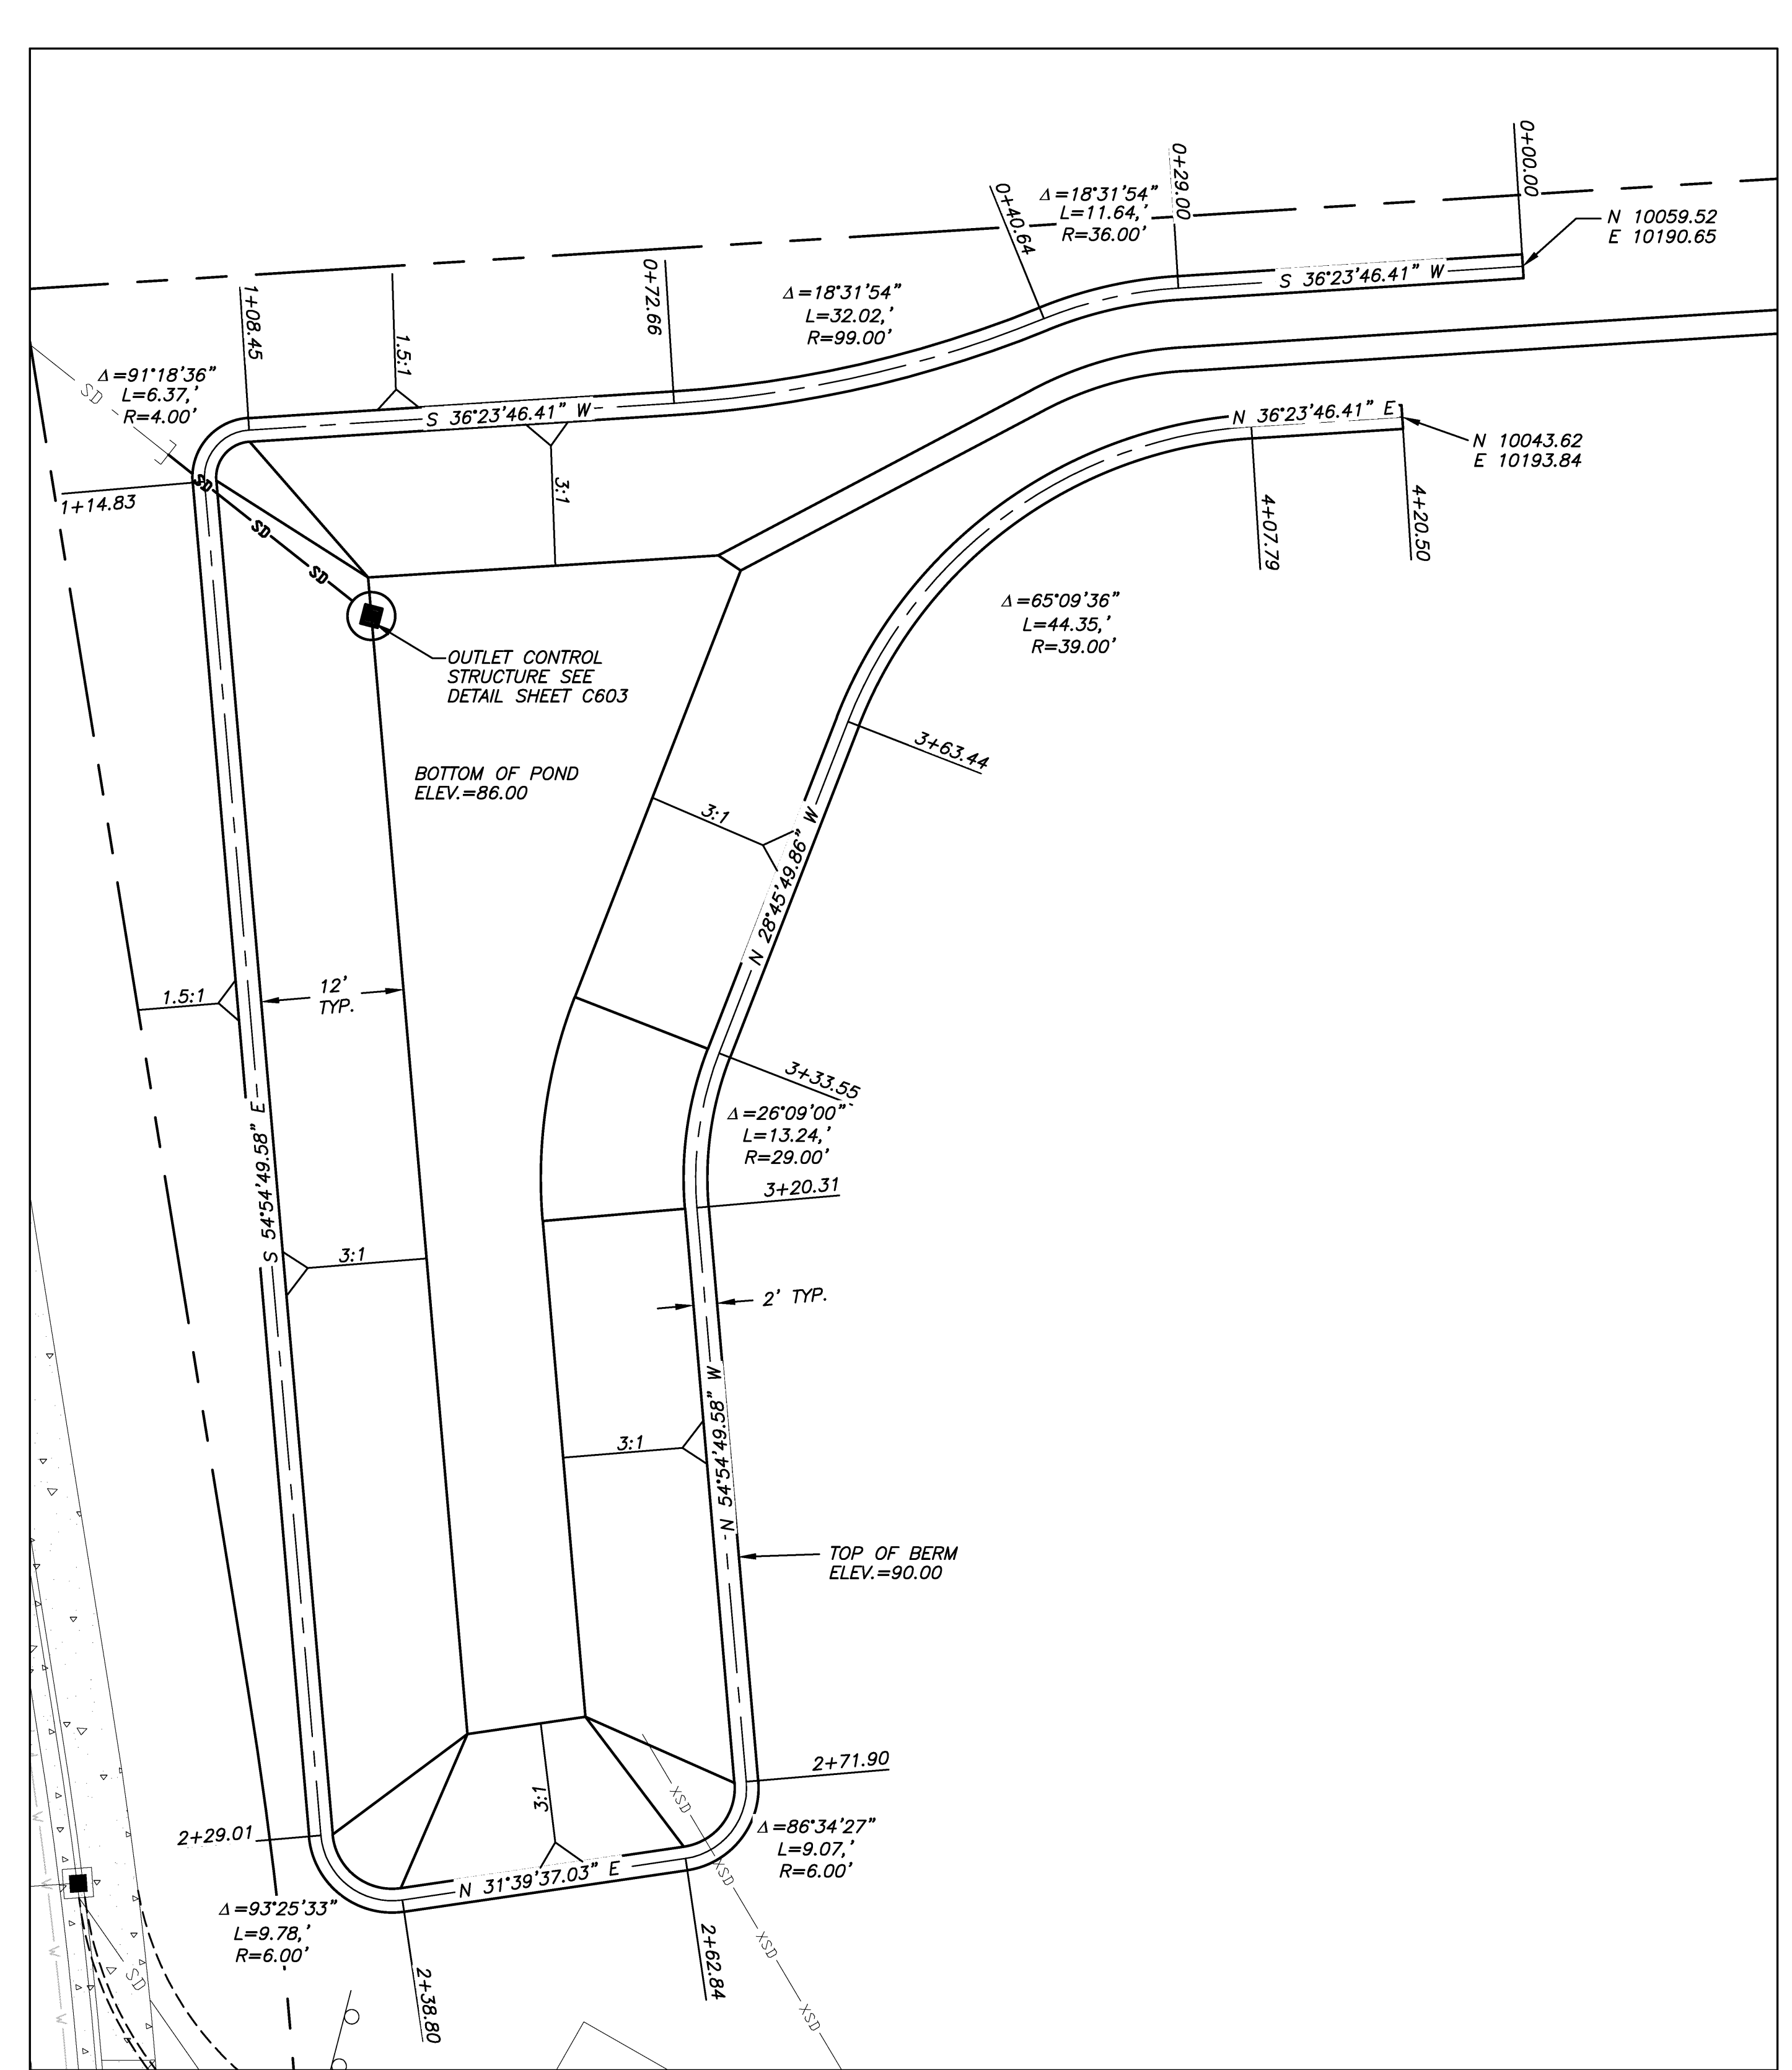 0+00.00
0+29.00
Δ=18°31'54"
L=11.64,'
R=36.00'
0+40.64
N 10059.52
E 10190.65
S 36°23'46.41" W
0+72.66
Δ=18°31'54"
L=32.02,'
R=99.00'
1+08.45
1.5:1
Δ=91°18'36"
L=6.37,'
R=4.00'
SD
S 36°23'46.41" W
N 36°23'46.41" E
N 10043.62
E 10193.84
1+14.83
SD
SD
SD
3:1
4+07.79
4+20.50
Δ=65°09'36"
L=44.35,'
R=39.00'
OUTLET CONTROL
STRUCTURE SEE
DETAIL SHEET C603
3+63.44
BOTTOM OF POND
ELEV.=86.00
3:1
N 28°45'49.86" W
1.5:1
12'
TYP.
3+33.55
Δ=26°09'00"
L=13.24,'
R=29.00'
3+20.31
S 54°54'49.58" E
3:1
2' TYP.
N 54°54'49.58" W
3:1
TOP OF BERM
ELEV.=90.00
2+71.90
3:1
XSD
Δ=86°34'27"
L=9.07,'
R=6.00'
2+29.01
N 31°39'37.03" E
XSD
Δ=93°25'33"
L=9.78,'
R=6.00'
2+38.80
2+62.84
XSD
XSD
SD
W
W
W
W